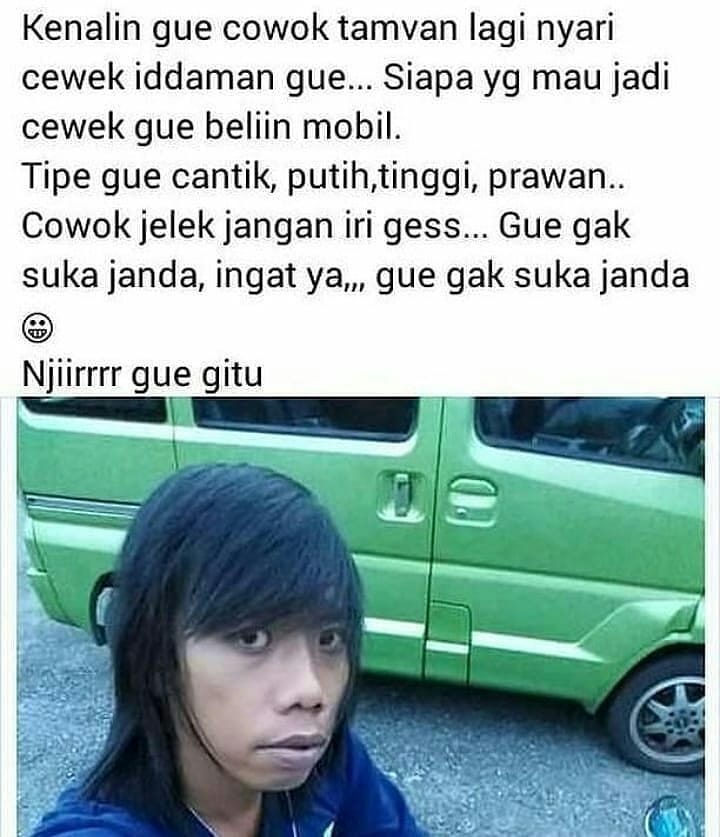 Kenalin gue cowok tamvan lagi nyari
cewek iddaman gue... Siapa yg mau jadi
cewek gue beliin mobil.
Tipe gue cantik, putih,tinggi, prawan..
Cowok jelek jangan iri gess... Gue gak
suka janda, ingat ya,,, gue gak suka janda
😀
Njiirrrr gue gitu